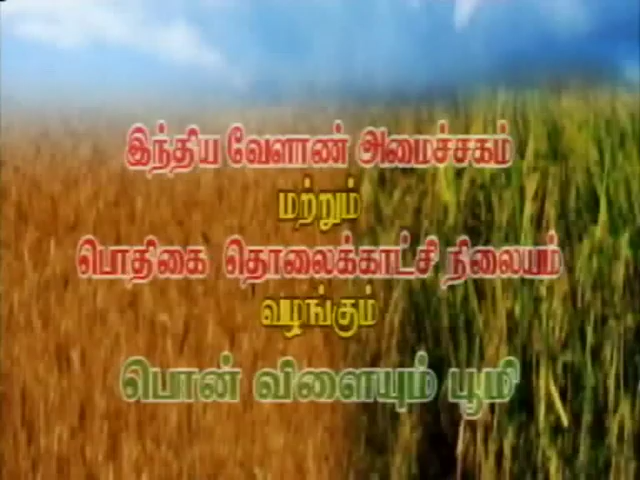 இந்திய வேளாண் அமைச்சகம்
மற்றும்
பொதிகை தொலைக்காட்சி நிலையம்
வழங்கும்
பொன் விளையும் பூமி